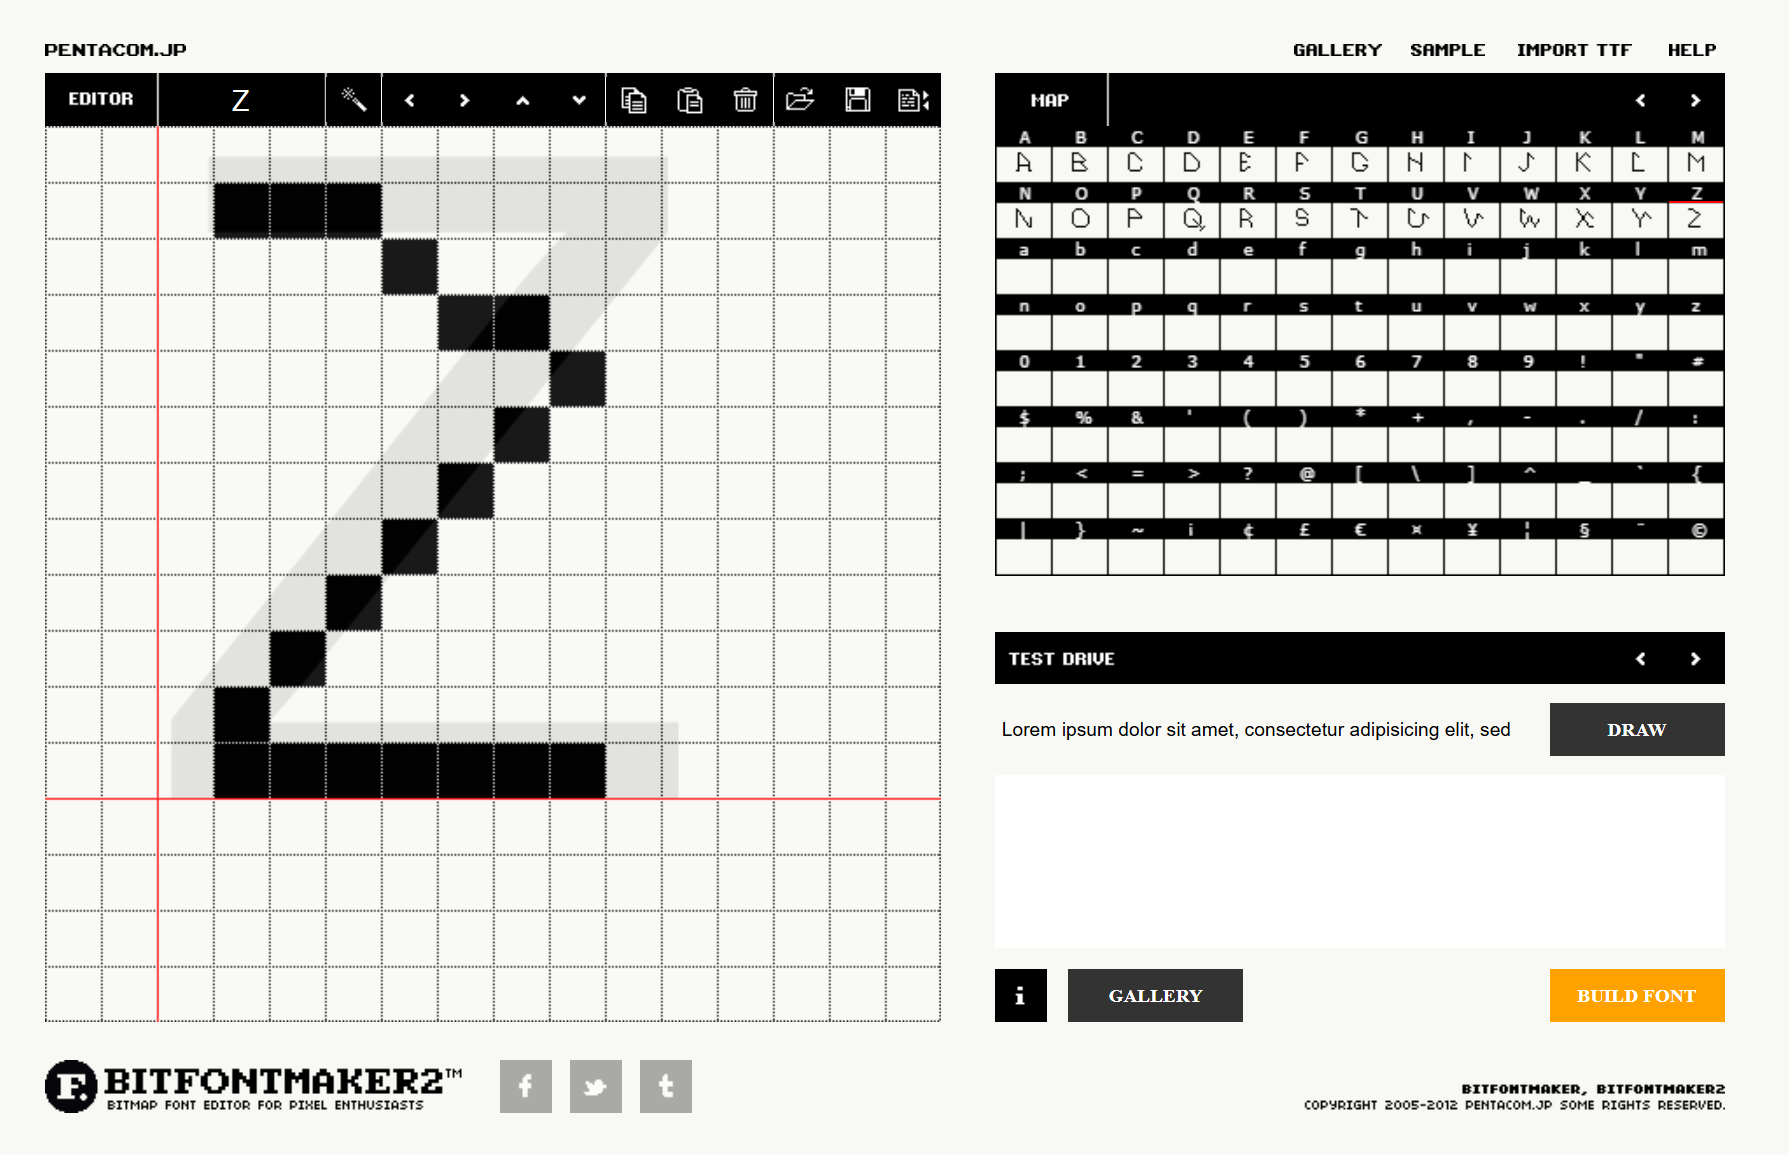 PENTACOM.JP
GALLERY SAMPLE IMPORT TTF HELP
EDITOR Z
MAP
A B C D E F G H I J K L M
A B C D E F G H I J K L M
N O P Q R S T U V W X Y Z
N O P Q R S T U V W X Y Z
a b c d e f g h i j k l m
n o p q r s t u v w x y z
0 1 2 3 4 5 6 7 8 9 ! " #
$ % & ' ( ) * + , - . / :
; < = > ? @ [ \ ] ^ _ ` {
| } ~ ¡ ¢ £ € ¤ ¥ ¦ § ¨ ©
TEST DRIVE
Lorem ipsum dolor sit amet, consectetur adipisicing elit, sed
DRAW
i GALLERY
BUILD FONT
F. BITFONTMAKER2™
BITMAP FONT EDITOR FOR PIXEL ENTHUSIASTS
f t
BITFONTMAKER, BITFONTMAKER2
COPYRIGHT 2005-2012 PENTACOM.JP SOME RIGHTS RESERVED.